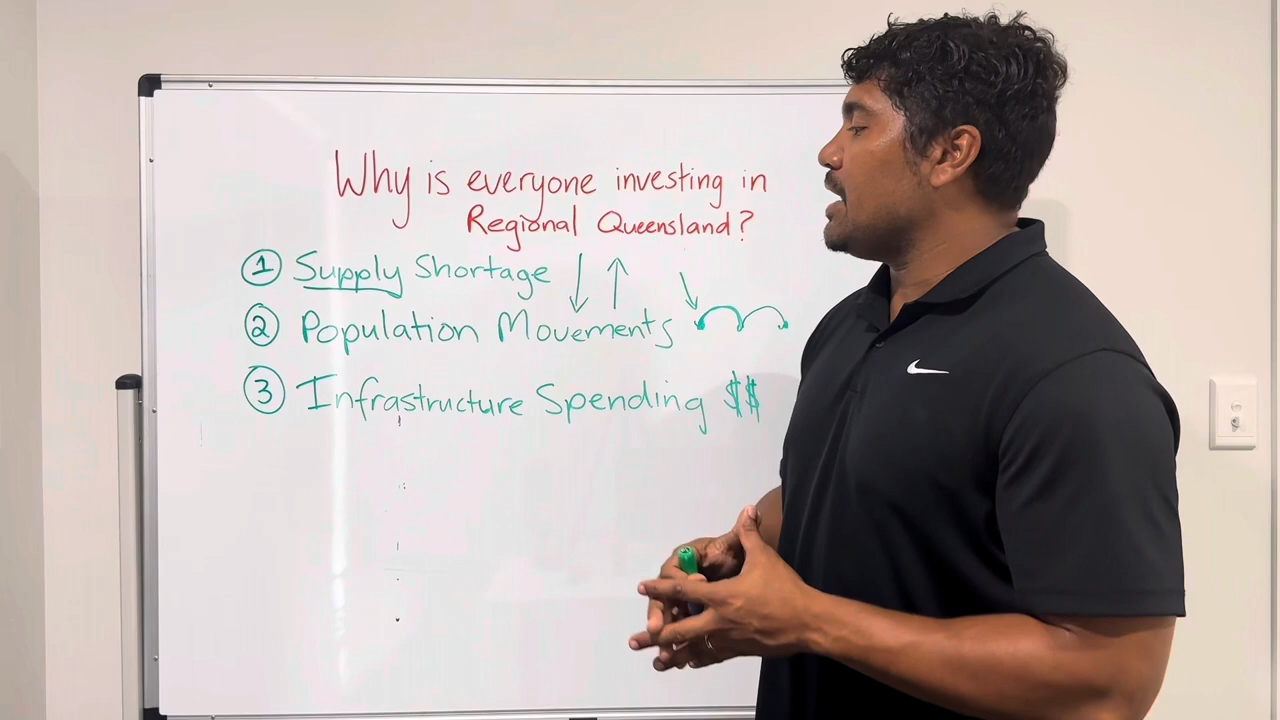 Why is everyone investing in
Regional Queensland?
① Supply Shortage ↓ ↑
② Population Movements
③ Infrastructure Spending $$